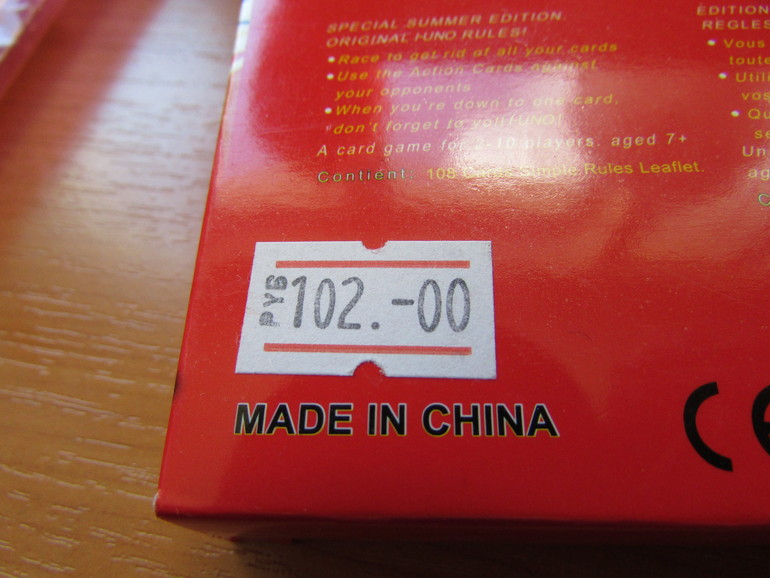 SPECIAL SUMMER EDITION.
ORIGINAL UNO RULES!
• Race to get rid of all your cards
• Use the Action Cards against
your opponents
• When you're down to one card,
don't forget to yell UNO!
A card game for 2-10 players. aged 7+
Contiént: 108 Cards Simple Rules Leaflet.
ÉDITION
REGLES
• Vous
toute
• Utili
vos
• Qu
se
Un
ag
C
РУБ 102.-00
MADE IN CHINA
CE